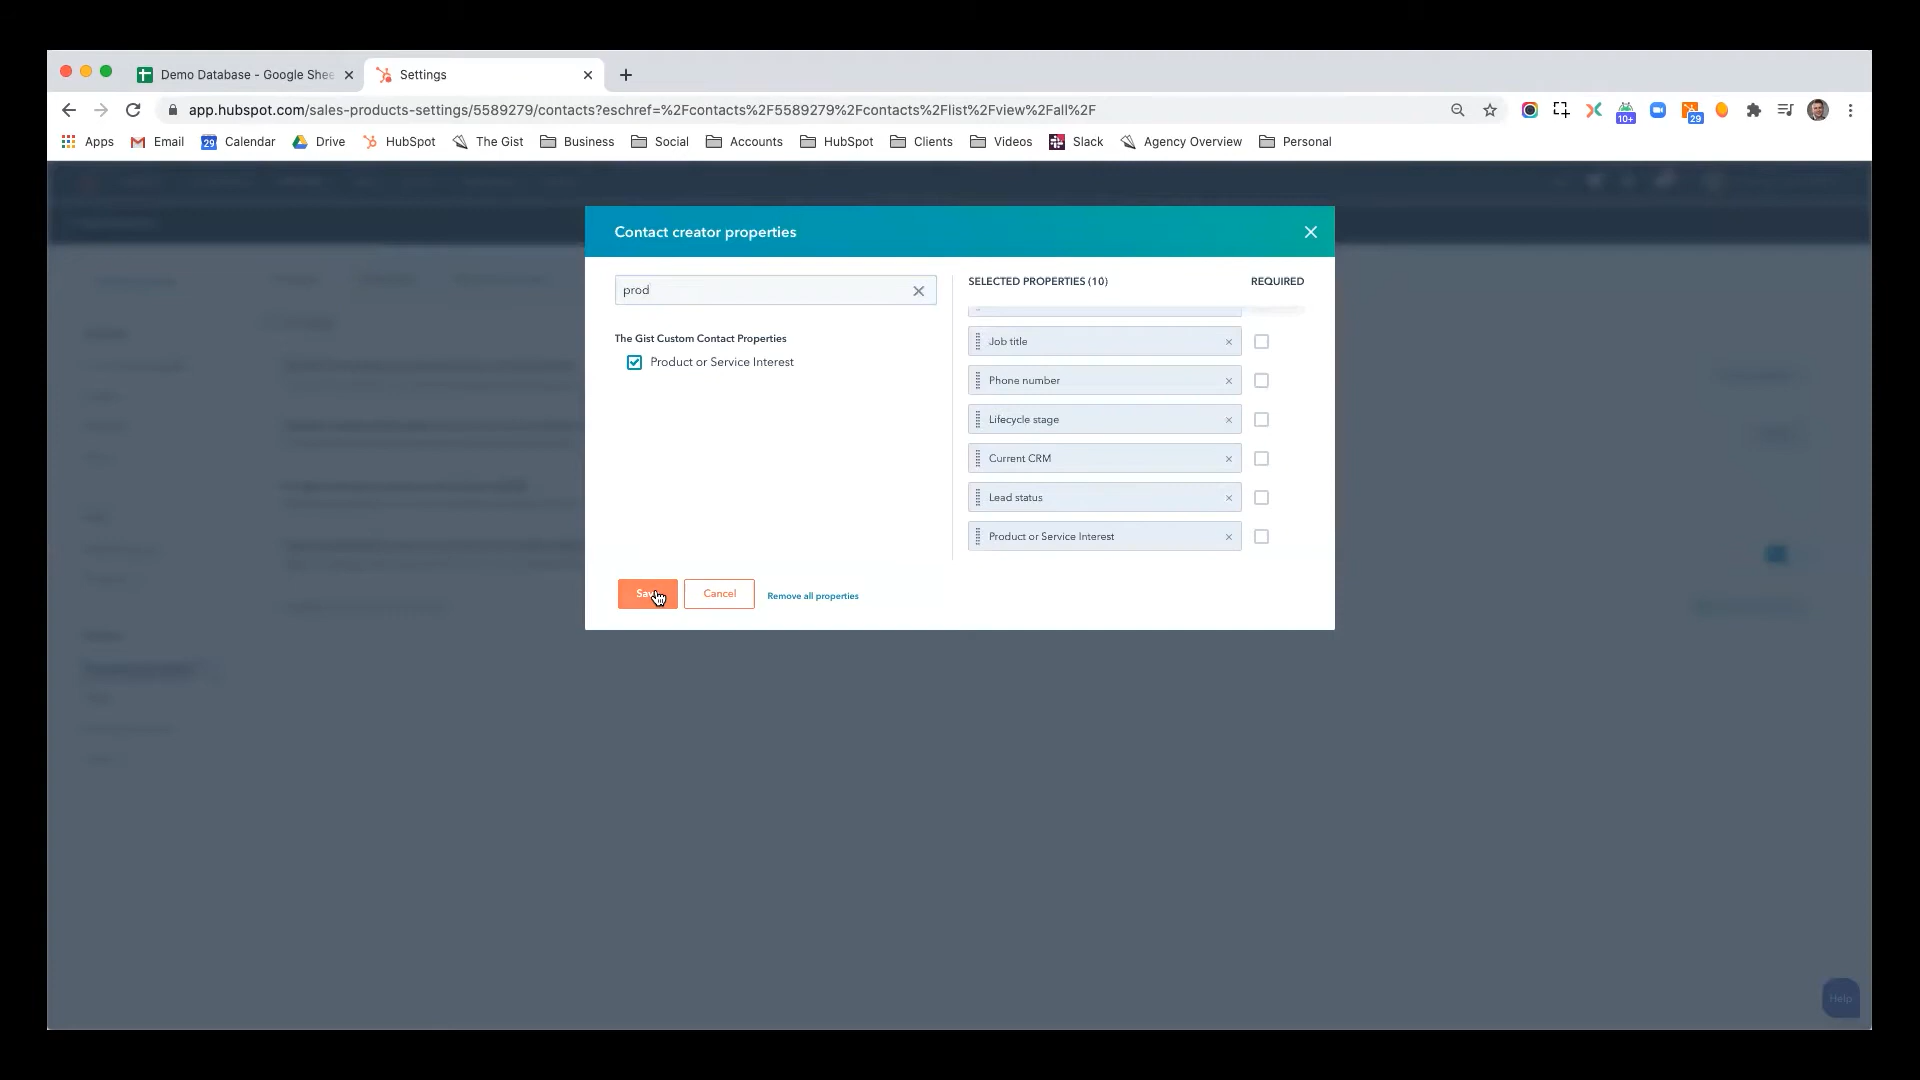 Demo Database - Google Shee
Settings
app.hubspot.com/sales-products-settings/5589279/contacts?eschref=%2Fcontacts%2F5589279%2Fcontacts%2Flist%2Fview%2Fall%2F
10+
29
Apps Email 29 Calendar Drive HubSpot The Gist Business Social Accounts HubSpot Clients Videos Slack Agency Overview Personal
Contact creator properties
prod
SELECTED PROPERTIES (10) REQUIRED
The Gist Custom Contact Properties
Product or Service Interest
Job title
Phone number
Lifecycle stage
Current CRM
Lead status
Product or Service Interest
Cancel
Remove all properties
Help